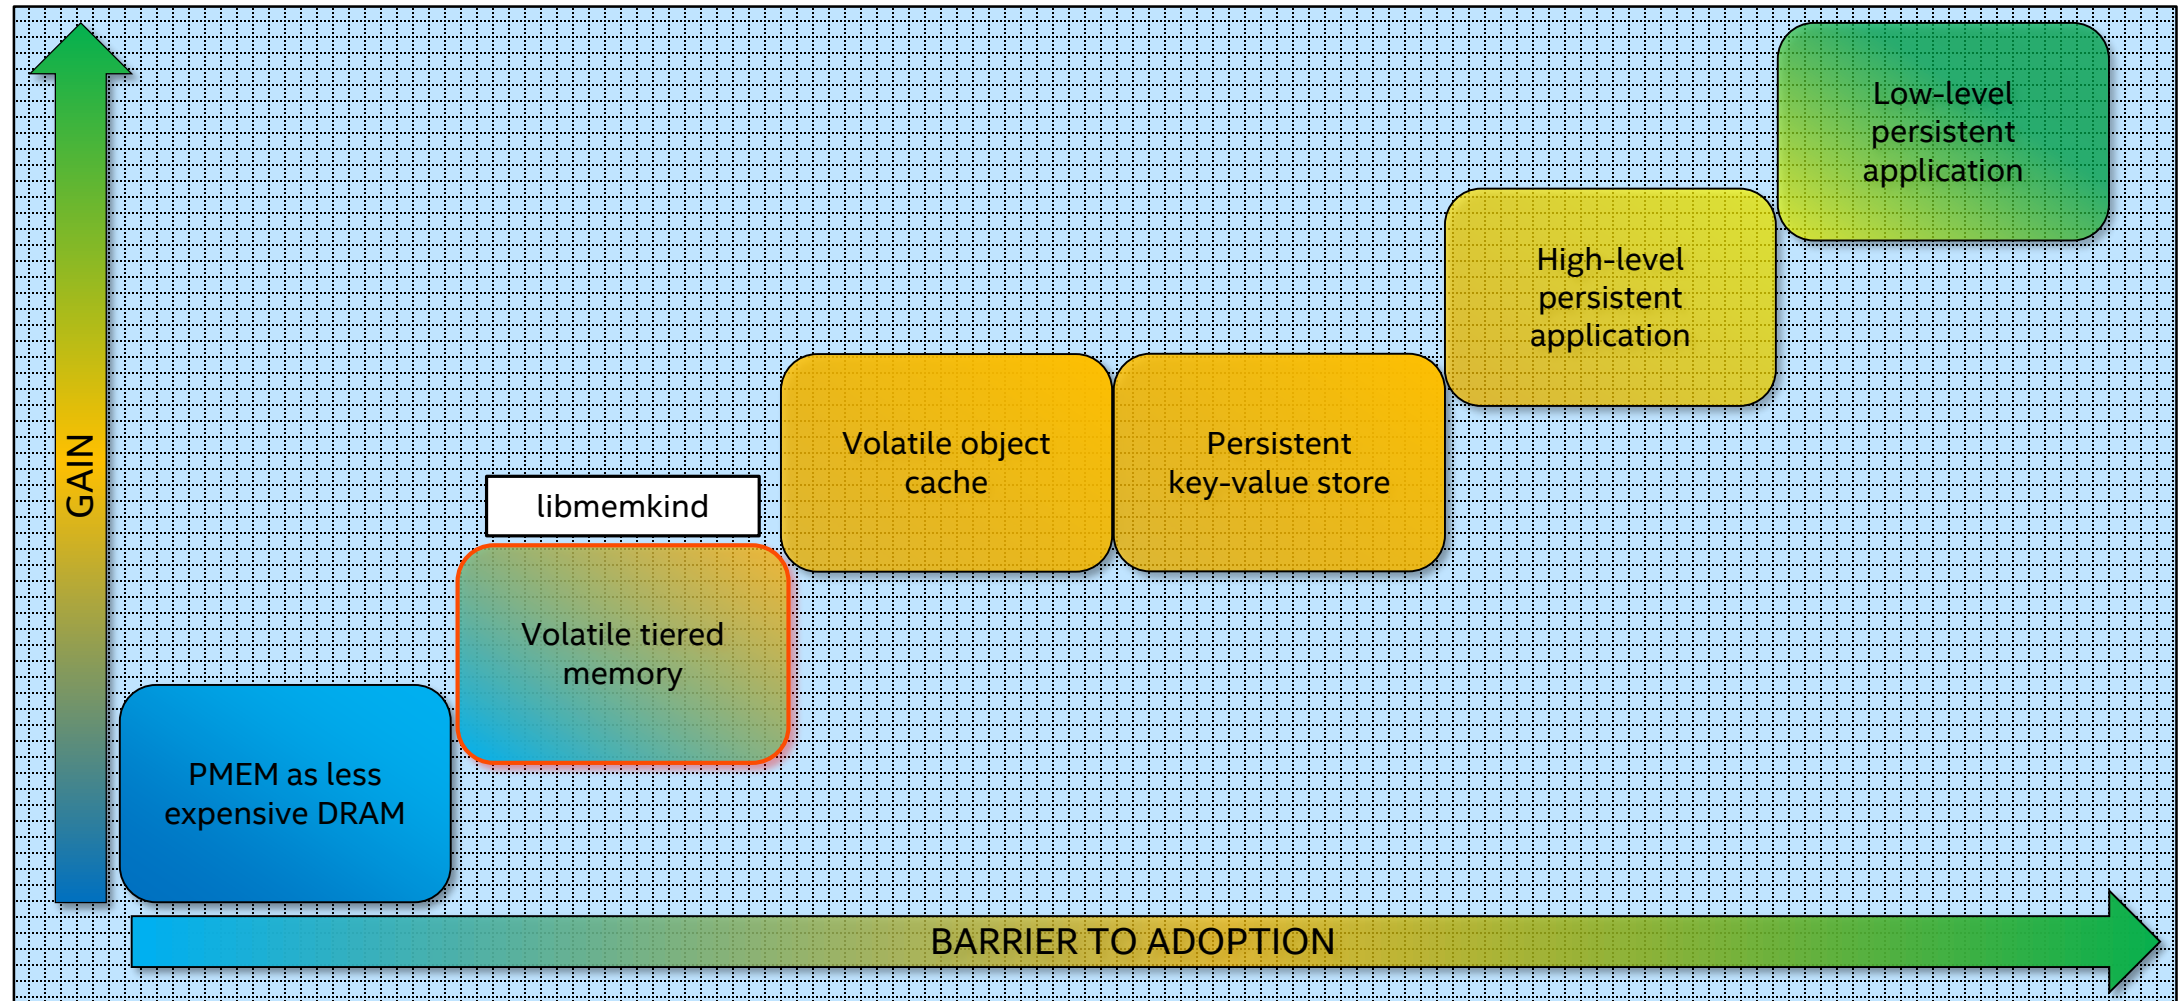 Low-level
persistent
application
High-level
persistent
application
Volatile object
cache
Persistent
key-value store
GAIN
libmemkind
Volatile tiered
memory
PMEM as less
expensive DRAM
BARRIER TO ADOPTION